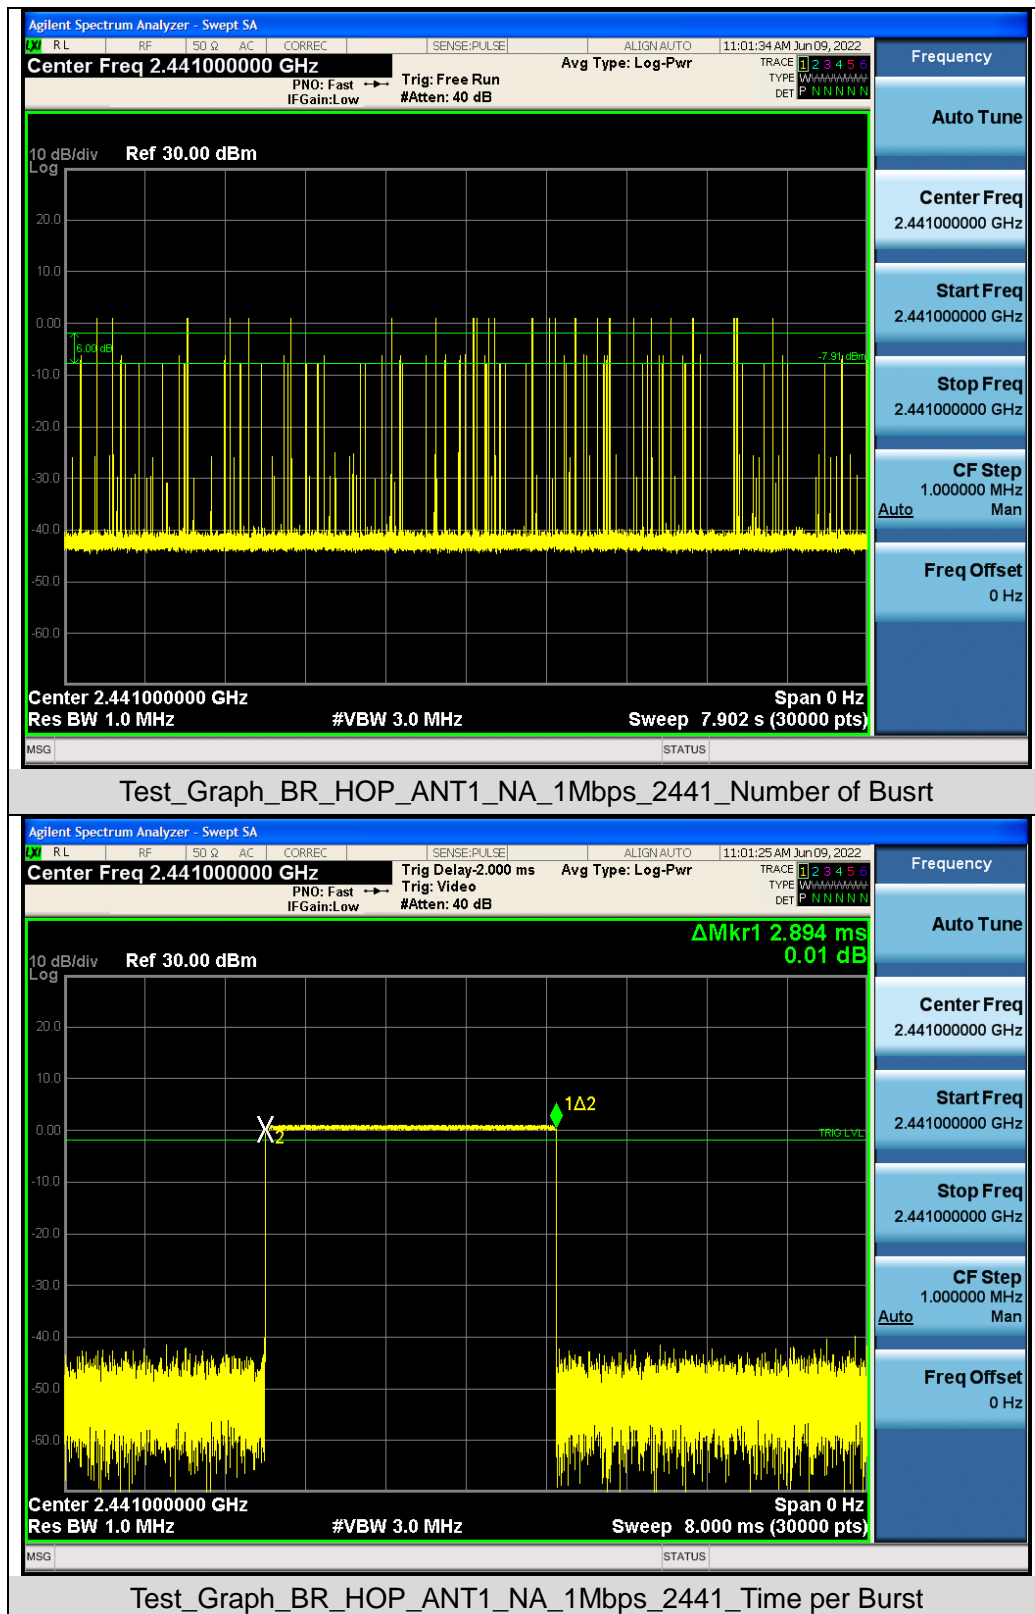 Agilent Spectrum Analyzer - Swept SA
LXI RL RF 50 Ω AC CORREC SENSE:PULSE ALIGN AUTO 11:01:34 AM Jun 09, 2022
Center Freq 2.441000000 GHz
PNO: Fast
IFGain:Low
Trig: Free Run
#Atten: 40 dB
Avg Type: Log-Pwr
TRACE 1 2 3 4 5 6
TYPE
DET P N N N N N
10 dB/div Ref 30.00 dBm
Log
20.0
10.0
0.00
6.00 dB
-7.91 dBm
-10.0
-20.0
-30.0
-40.0
-50.0
-60.0
Center 2.441000000 GHz Span 0 Hz
Res BW 1.0 MHz #VBW 3.0 MHz Sweep 7.902 s (30000 pts)
MSG STATUS
Frequency
Auto Tune
Center Freq
2.441000000 GHz
Start Freq
2.441000000 GHz
Stop Freq
2.441000000 GHz
CF Step
1.000000 MHz
Auto Man
Freq Offset
0 Hz
Test_Graph_BR_HOP_ANT1_NA_1Mbps_2441_Number of Busrt
Agilent Spectrum Analyzer - Swept SA
LXI RL RF 50 Ω AC CORREC SENSE:PULSE ALIGN AUTO 11:01:25 AM Jun 09, 2022
Center Freq 2.441000000 GHz
PNO: Fast
IFGain:Low
Trig Delay-2.000 ms
Trig: Video
#Atten: 40 dB
Avg Type: Log-Pwr
TRACE 1 2 3 4 5 6
TYPE
DET P N N N N N
ΔMkr1 2.894 ms
0.01 dB
10 dB/div Ref 30.00 dBm
Log
20.0
10.0
1Δ2
0.00
2
TRIG LVL
-10.0
-20.0
-30.0
-40.0
-50.0
-60.0
Center 2.441000000 GHz Span 0 Hz
Res BW 1.0 MHz #VBW 3.0 MHz Sweep 8.000 ms (30000 pts)
MSG STATUS
Frequency
Auto Tune
Center Freq
2.441000000 GHz
Start Freq
2.441000000 GHz
Stop Freq
2.441000000 GHz
CF Step
1.000000 MHz
Auto Man
Freq Offset
0 Hz
Test_Graph_BR_HOP_ANT1_NA_1Mbps_2441_Time per Burst